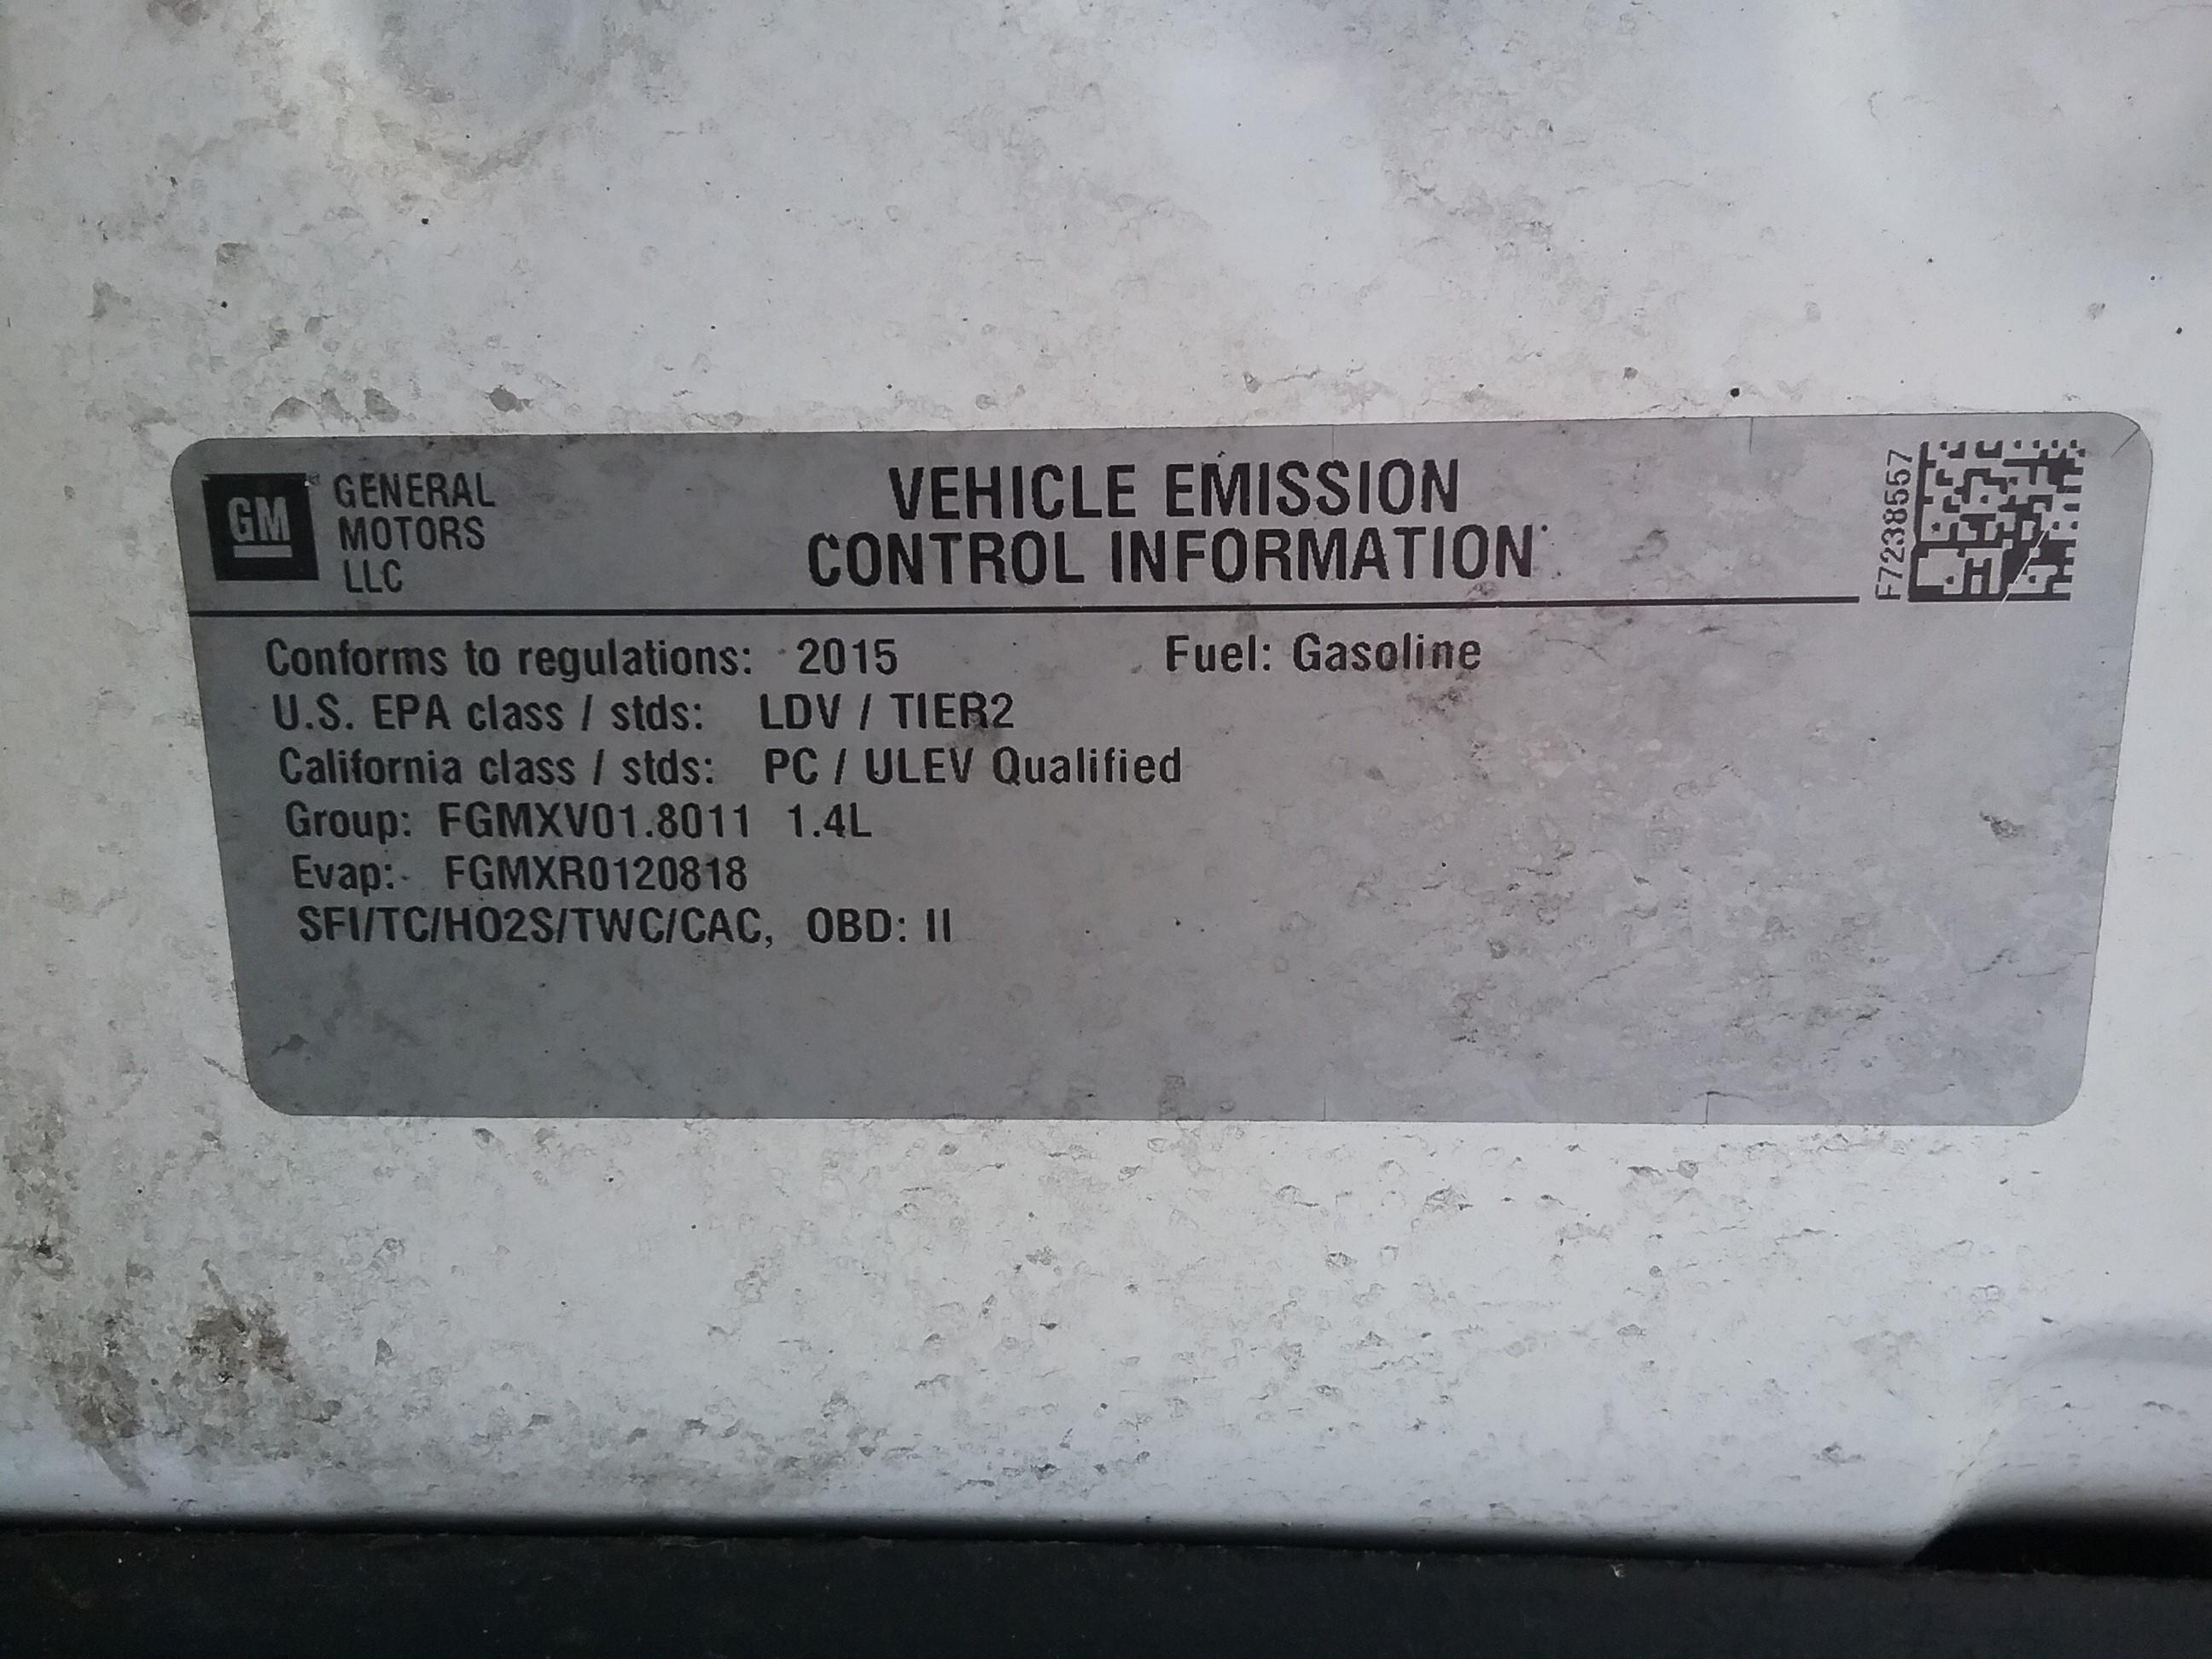 GM GENERAL
MOTORS
LLC
VEHICLE EMISSION
CONTROL INFORMATION
F7238557
Conforms to regulations: 2015 Fuel: Gasoline
U.S. EPA class / stds: LDV / TIER2
California class / stds: PC / ULEV Qualified
Group: FGMXV01.8011 1.4L
Evap: FGMXR0120818
SFI/TC/HO2S/TWC/CAC, OBD: II